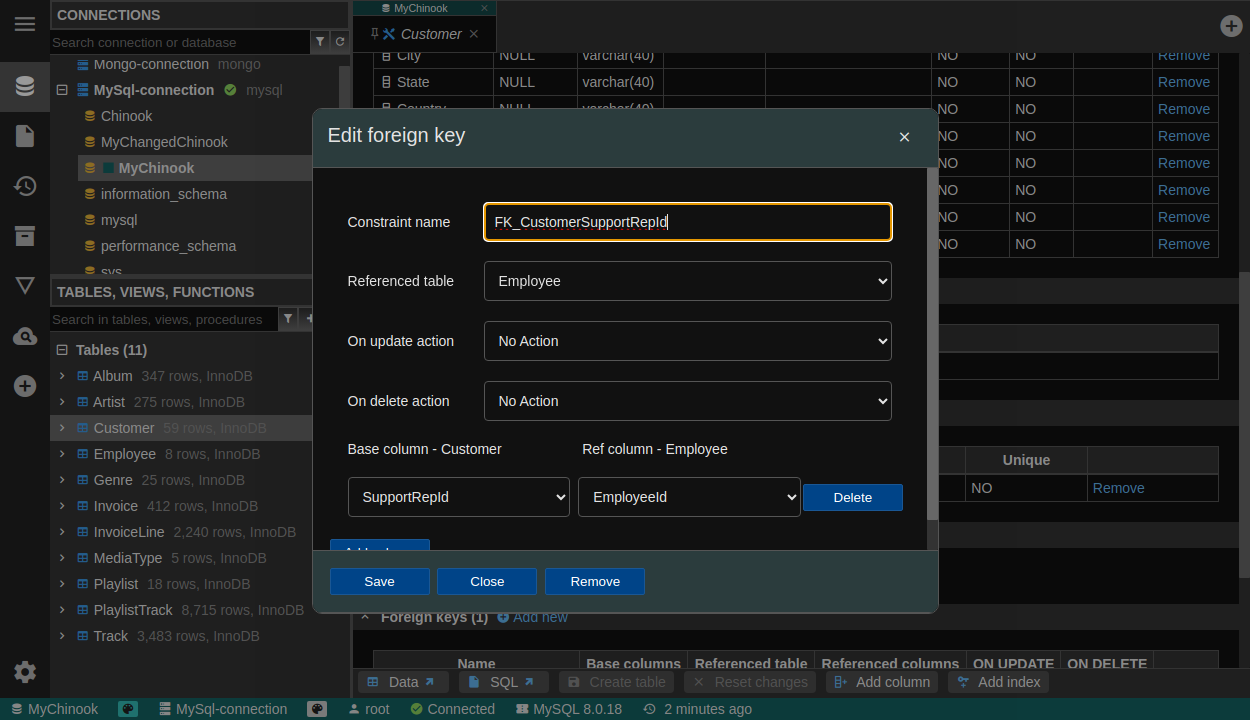 CONNECTIONS
Search connection or database
Mongo-connection mongo
MySql-connection mysql
Chinook
MyChangedChinook
MyChinook
information_schema
mysql
performance_schema
sys
TABLES, VIEWS, FUNCTIONS
Search in tables, views, procedures
Tables (11)
Album 347 rows, InnoDB
Artist 275 rows, InnoDB
Customer 59 rows, InnoDB
Employee 8 rows, InnoDB
Genre 25 rows, InnoDB
Invoice 412 rows, InnoDB
InvoiceLine 2,240 rows, InnoDB
MediaType 5 rows, InnoDB
Playlist 18 rows, InnoDB
PlaylistTrack 8,715 rows, InnoDB
Track 3,483 rows, InnoDB
MyChinook
Customer
City NULL varchar(40) NO NO Remove
State NULL varchar(40) NO NO Remove
Country NULL varchar(40) NO NO Remove
NO NO Remove
NO NO Remove
NO NO Remove
NO NO Remove
NO NO Remove
Edit foreign key
Constraint name FK_CustomerSupportRepId
Referenced table Employee
On update action No Action
On delete action No Action
Base column - Customer Ref column - Employee
SupportRepId EmployeeId Delete
Save Close Remove
Unique
NO Remove
Foreign keys (1) Add new
Name Base columns Referenced table Referenced columns ON UPDATE ON DELETE
Data SQL Create table Reset changes Add column Add index
MyChinook MySql-connection root Connected MySQL 8.0.18 2 minutes ago